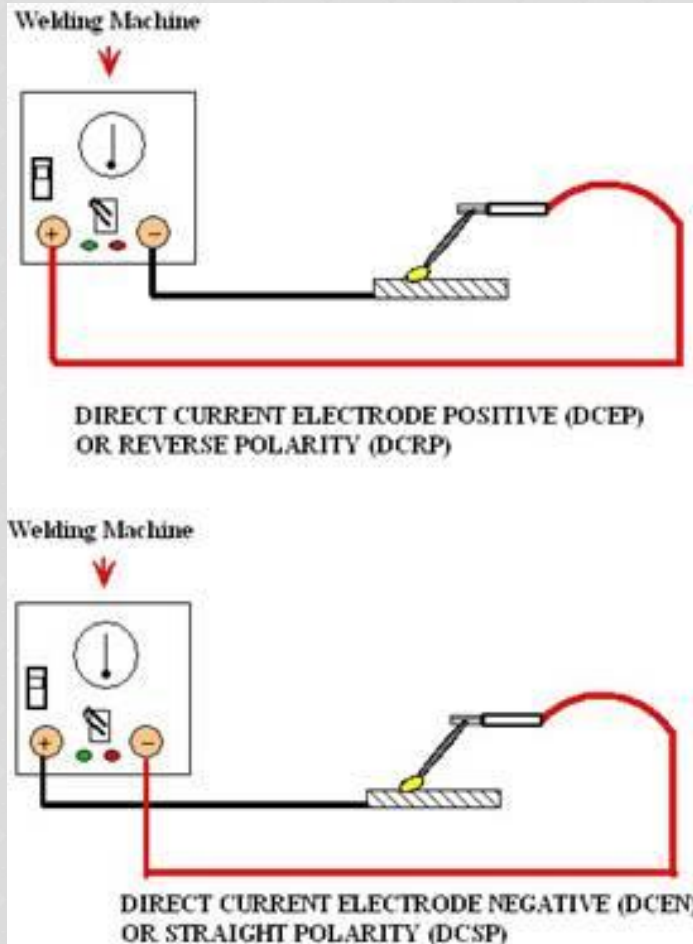 Welding Machine
+
−
DIRECT CURRENT ELECTRODE POSITIVE (DCEP)
OR REVERSE POLARITY (DCRP)
Welding Machine
+
−
DIRECT CURRENT ELECTRODE NEGATIVE (DCEN)
OR STRAIGHT POLARITY (DCSP)